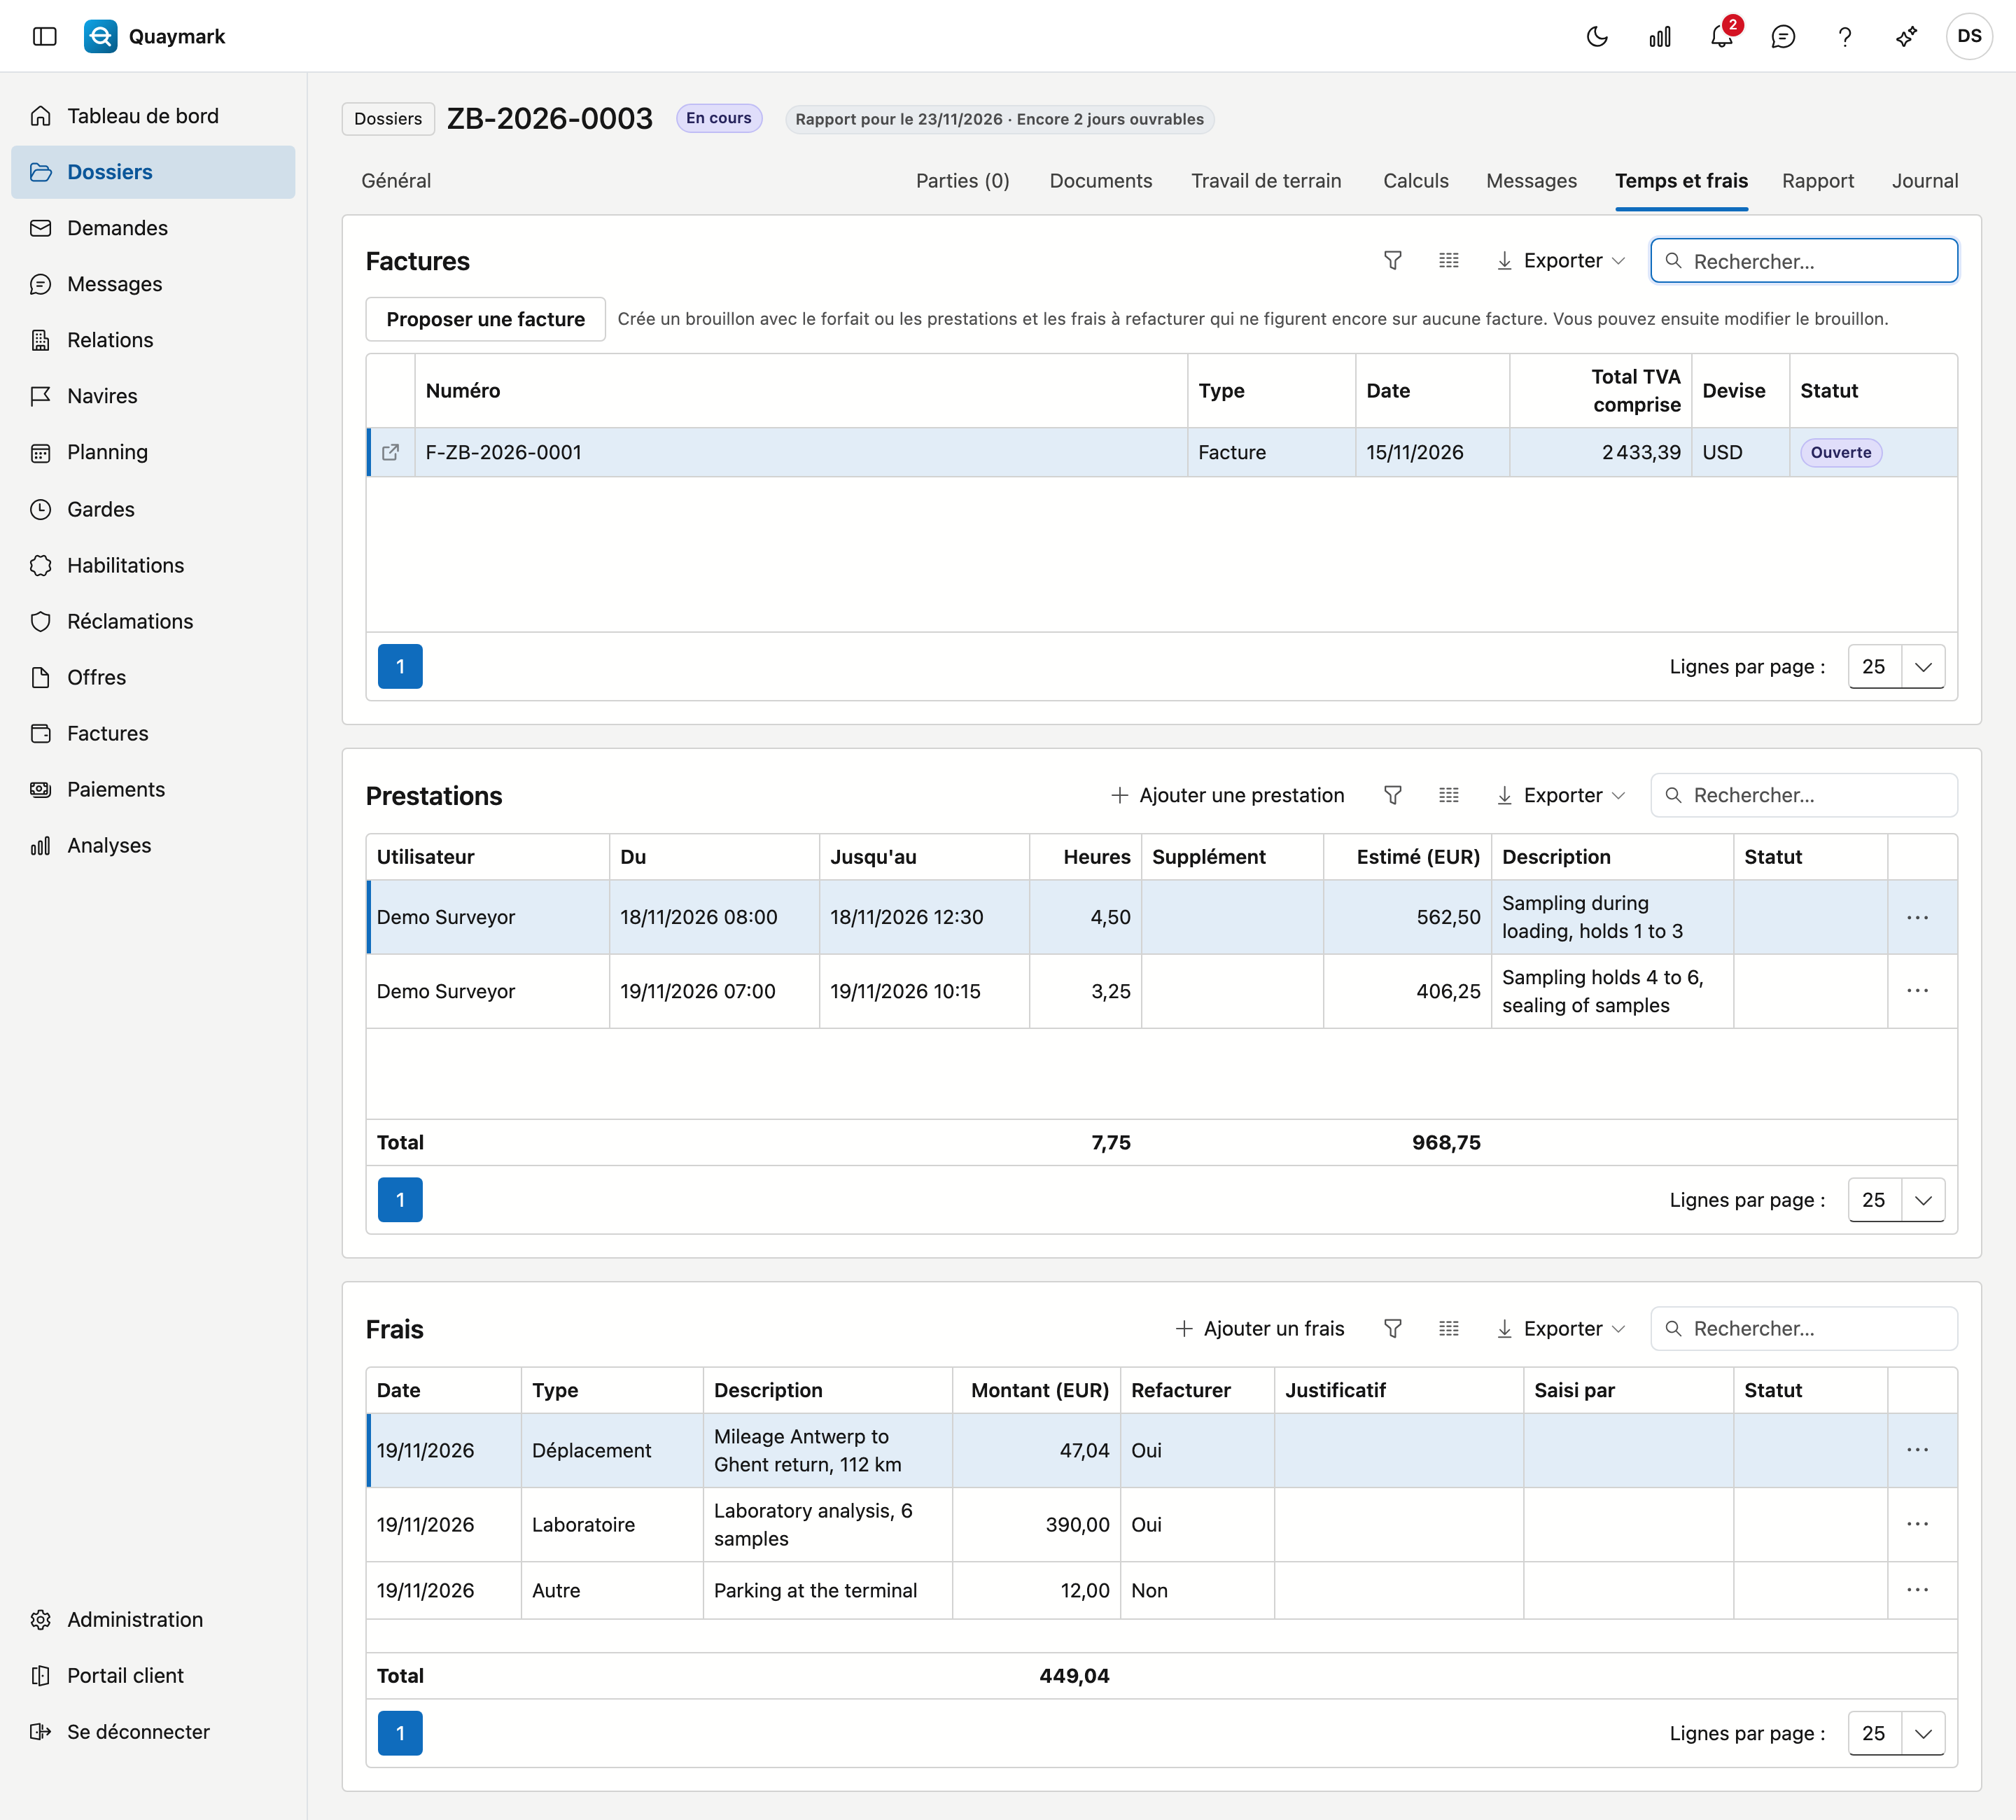 Quaymark
2
DS
Tableau de bord
Dossiers
Demandes
Messages
Relations
Navires
Planning
Gardes
Habilitations
Réclamations
Offres
Factures
Paiements
Analyses
Administration
Portail client
Se déconnecter
Dossiers ZB-2026-0003 En cours Rapport pour le 23/11/2026 · Encore 2 jours ouvrables
Général Parties (0) Documents Travail de terrain Calculs Messages Temps et frais Rapport Journal
Factures Exporter Rechercher...
Proposer une facture Crée un brouillon avec le forfait ou les prestations et les frais à refacturer qui ne figurent encore sur aucune facture. Vous pouvez ensuite modifier le brouillon.
Numéro Type Date Total TVA comprise Devise Statut
F-ZB-2026-0001 Facture 15/11/2026 2 433,39 USD Ouverte
1 Lignes par page : 25
Prestations Ajouter une prestation Exporter Rechercher...
Utilisateur Du Jusqu'au Heures Supplément Estimé (EUR) Description Statut
Demo Surveyor 18/11/2026 08:00 18/11/2026 12:30 4,50 562,50 Sampling during loading, holds 1 to 3
Demo Surveyor 19/11/2026 07:00 19/11/2026 10:15 3,25 406,25 Sampling holds 4 to 6, sealing of samples
Total 7,75 968,75
1 Lignes par page : 25
Frais Ajouter un frais Exporter Rechercher...
Date Type Description Montant (EUR) Refacturer Justificatif Saisi par Statut
19/11/2026 Déplacement Mileage Antwerp to Ghent return, 112 km 47,04 Oui
19/11/2026 Laboratoire Laboratory analysis, 6 samples 390,00 Oui
19/11/2026 Autre Parking at the terminal 12,00 Non
Total 449,04
1 Lignes par page : 25